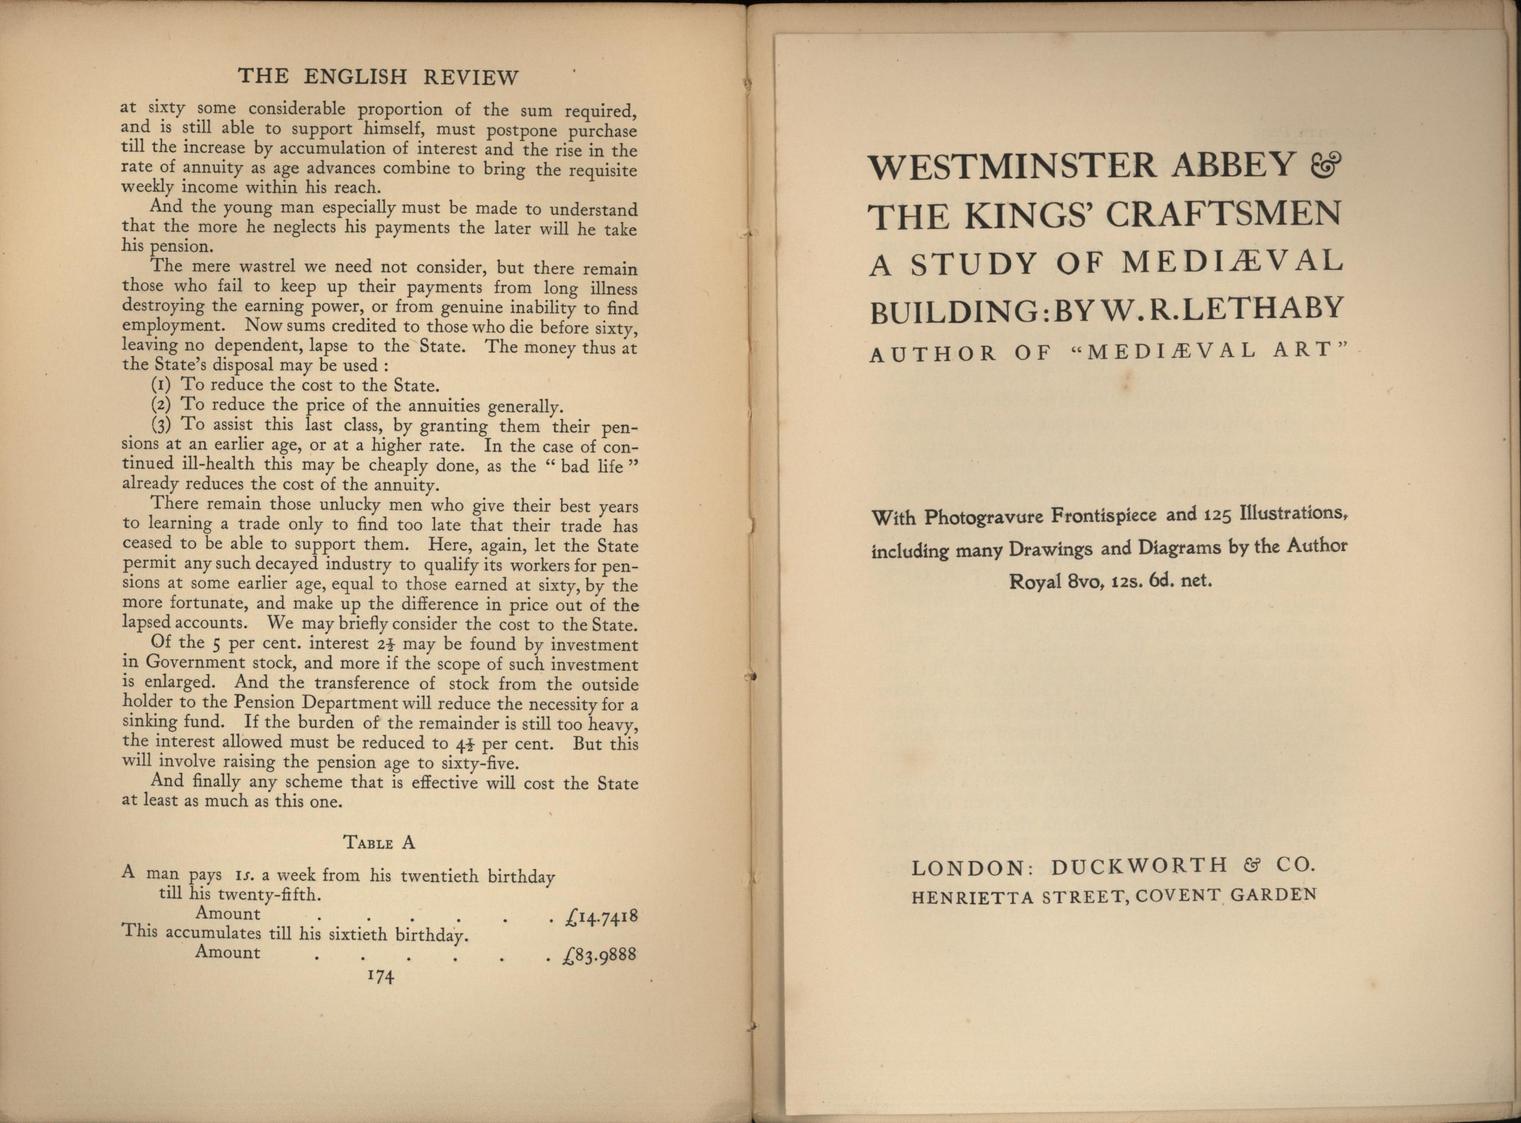 THE ENGLISH REVIEW
at sixty some considerable proportion of the sum required,
and is still able to support himself, must postpone purchase
till the increase by accumulation of interest and the rise in the
rate of annuity as age advances combine to bring the requisite
weekly income within his reach.
And the young man especially must be made to understand
that the more he neglects his payments the later will he take
his pension.
The mere wastrel we need not consider, but there remain
those who fail to keep up their payments from long illness
destroying the earning power, or from genuine inability to find
employment. Now sums credited to those who die before sixty,
leaving no dependent, lapse to the State. The money thus at
the State's disposal may be used :
(1) To reduce the cost to the State.
(2) To reduce the price of the annuities generally.
(3) To assist this last class, by granting them their pen-
sions at an earlier age, or at a higher rate. In the case of con-
tinued ill-health this may be cheaply done, as the “ bad life ”
already reduces the cost of the annuity.
There remain those unlucky men who give their best years
to learning a trade only to find too late that their trade has
ceased to be able to support them. Here, again, let the State
permit any such decayed industry to qualify its workers for pen-
sions at some earlier age, equal to those earned at sixty, by the
more fortunate, and make up the difference in price out of the
lapsed accounts. We may briefly consider the cost to the State.
Of the 5 per cent. interest 2½ may be found by investment
in Government stock, and more if the scope of such investment
is enlarged. And the transference of stock from the outside
holder to the Pension Department will reduce the necessity for a
sinking fund. If the burden of the remainder is still too heavy,
the interest allowed must be reduced to 4½ per cent. But this
will involve raising the pension age to sixty-five.
And finally any scheme that is effective will cost the State
at least as much as this one.
TABLE A
A man pays 1s. a week from his twentieth birthday
till his twenty-fifth.
Amount . . . . . . £14.7418
This accumulates till his sixtieth birthday.
Amount . . . . . . £83.9888
174
WESTMINSTER ABBEY &
THE KINGS' CRAFTSMEN
A STUDY OF MEDIÆVAL
BUILDING: BY W. R. LETHABY
AUTHOR OF “MEDIÆVAL ART”
With Photogravure Frontispiece and 125 Illustrations,
including many Drawings and Diagrams by the Author
Royal 8vo, 12s. 6d. net.
LONDON: DUCKWORTH & CO.
HENRIETTA STREET, COVENT GARDEN